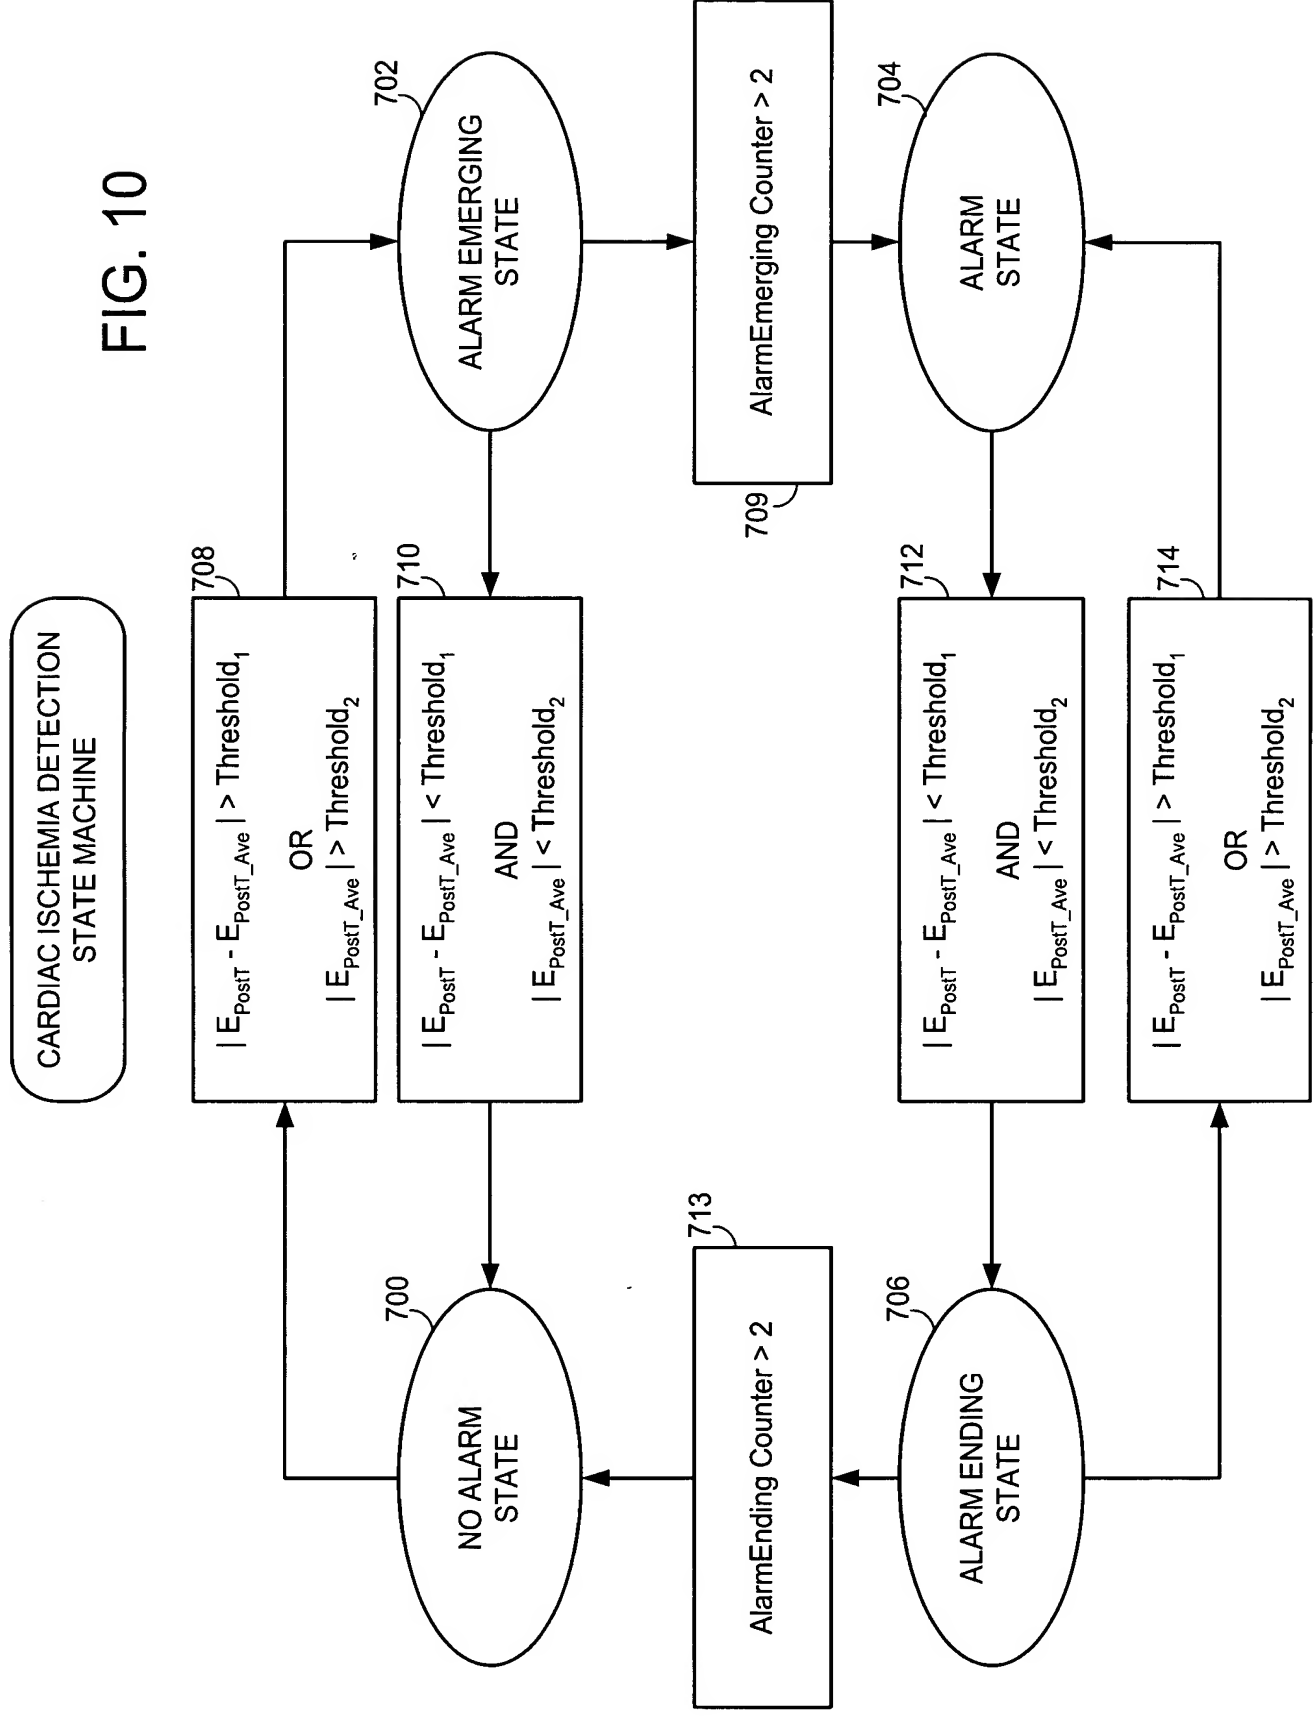 CARDIAC ISCHEMIA DETECTION
STATE MACHINE
FIG. 10
708
| E_PostT - E_PostT_Ave | > Threshold_1
OR
| E_PostT_Ave | > Threshold_2
700
NO ALARM
STATE
710
| E_PostT - E_PostT_Ave | < Threshold_1
AND
| E_PostT_Ave | < Threshold_2
702
ALARM EMERGING
STATE
713
AlarmEnding Counter > 2
709
AlarmEmerging Counter > 2
706
ALARM ENDING
STATE
712
| E_PostT - E_PostT_Ave | < Threshold_1
AND
| E_PostT_Ave | < Threshold_2
704
ALARM
STATE
714
| E_PostT - E_PostT_Ave | > Threshold_1
OR
| E_PostT_Ave | > Threshold_2